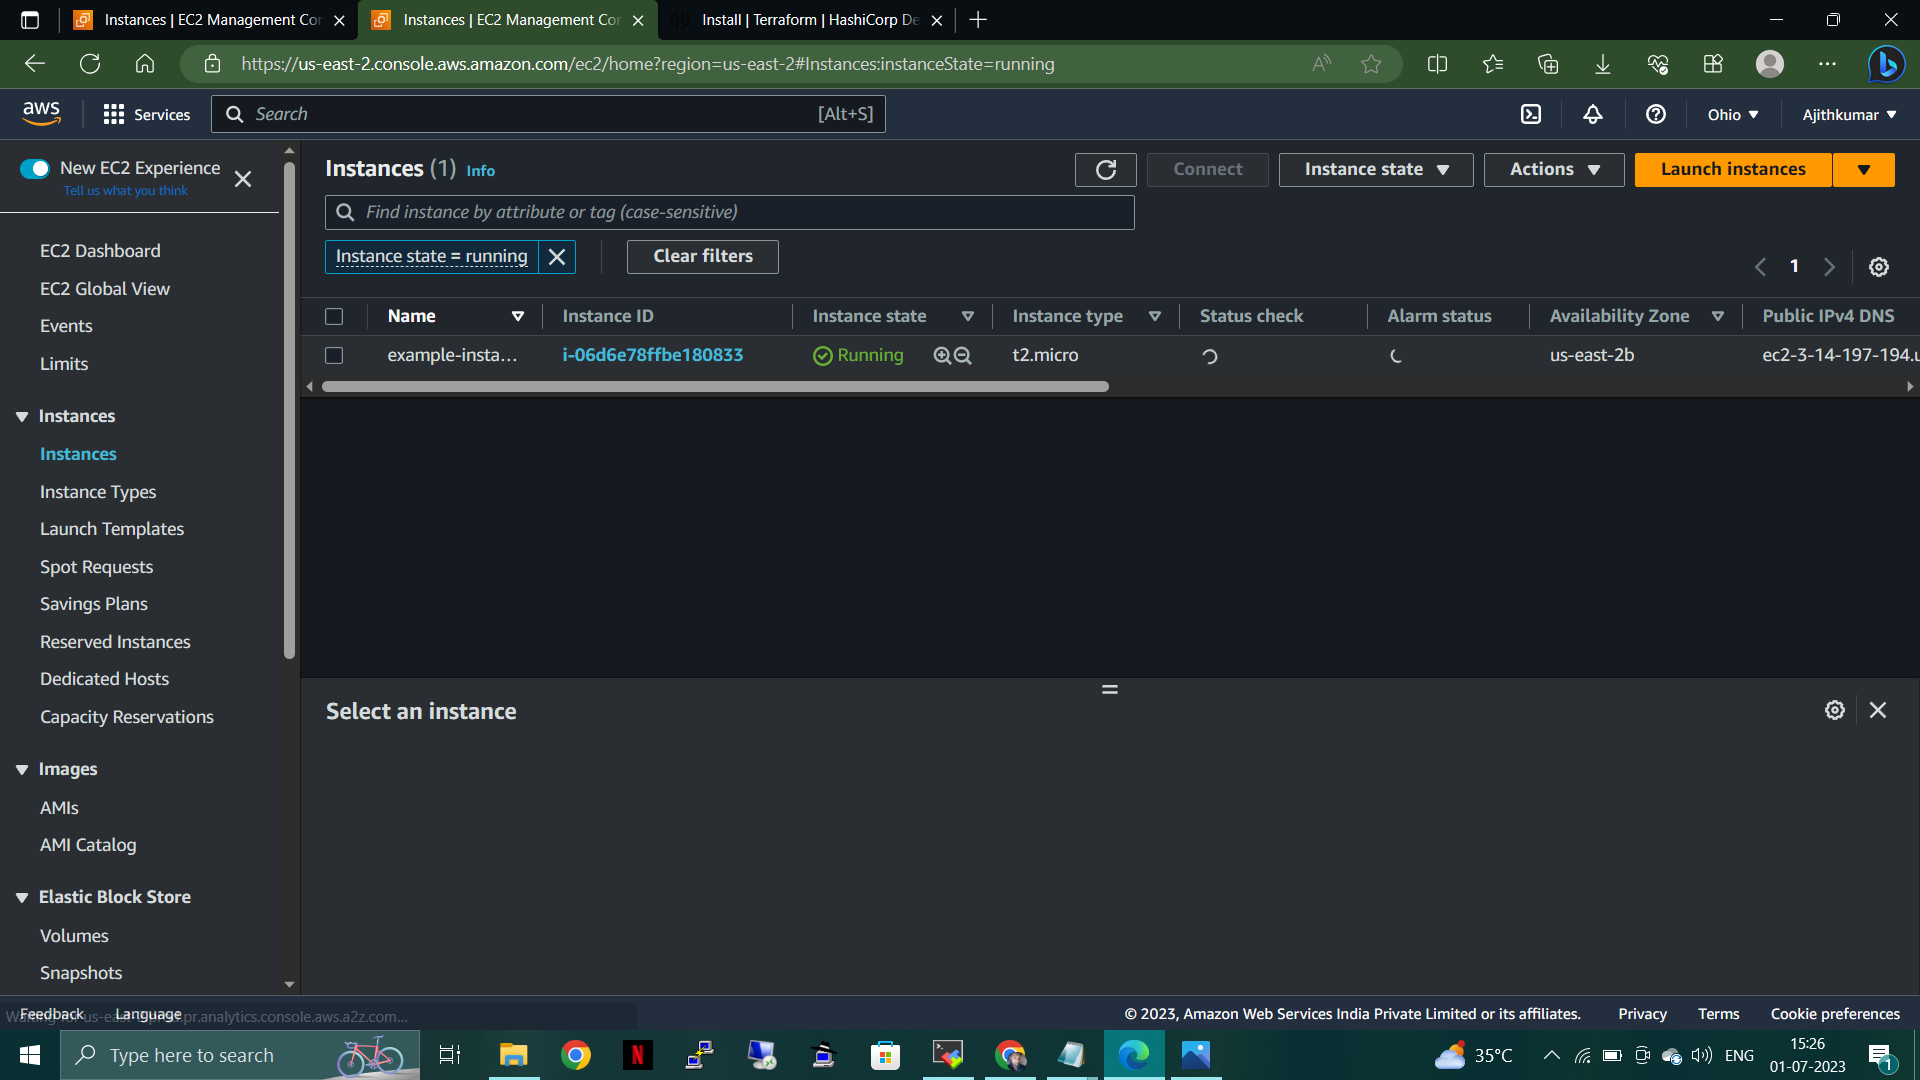 Instances | EC2 Management Co
Instances | EC2 Management Co
Install | Terraform | HashiCorp De
https://us-east-2.console.aws.amazon.com/ec2/home?region=us-east-2#Instances:instanceState=running
aws
Services
Search
[Alt+S]
Ohio
Ajithkumar
New EC2 Experience
Tell us what you think
EC2 Dashboard
EC2 Global View
Events
Limits
Instances
Instances
Instance Types
Launch Templates
Spot Requests
Savings Plans
Reserved Instances
Dedicated Hosts
Capacity Reservations
Images
AMIs
AMI Catalog
Elastic Block Store
Volumes
Snapshots
Instances (1) Info
Connect
Instance state
Actions
Launch instances
Find instance by attribute or tag (case-sensitive)
Instance state = running
Clear filters
1
Name Instance ID Instance state Instance type Status check Alarm status Availability Zone Public IPv4 DNS
example-insta... i-06d6e78ffbe180833 Running t2.micro us-east-2b ec2-3-14-197-194.u
Select an instance
Feedback Language
pr.analytics.console.aws.a2z.com...
© 2023, Amazon Web Services India Private Limited or its affiliates. Privacy Terms Cookie preferences
Type here to search
N
35°C
ENG
15:26
01-07-2023
1